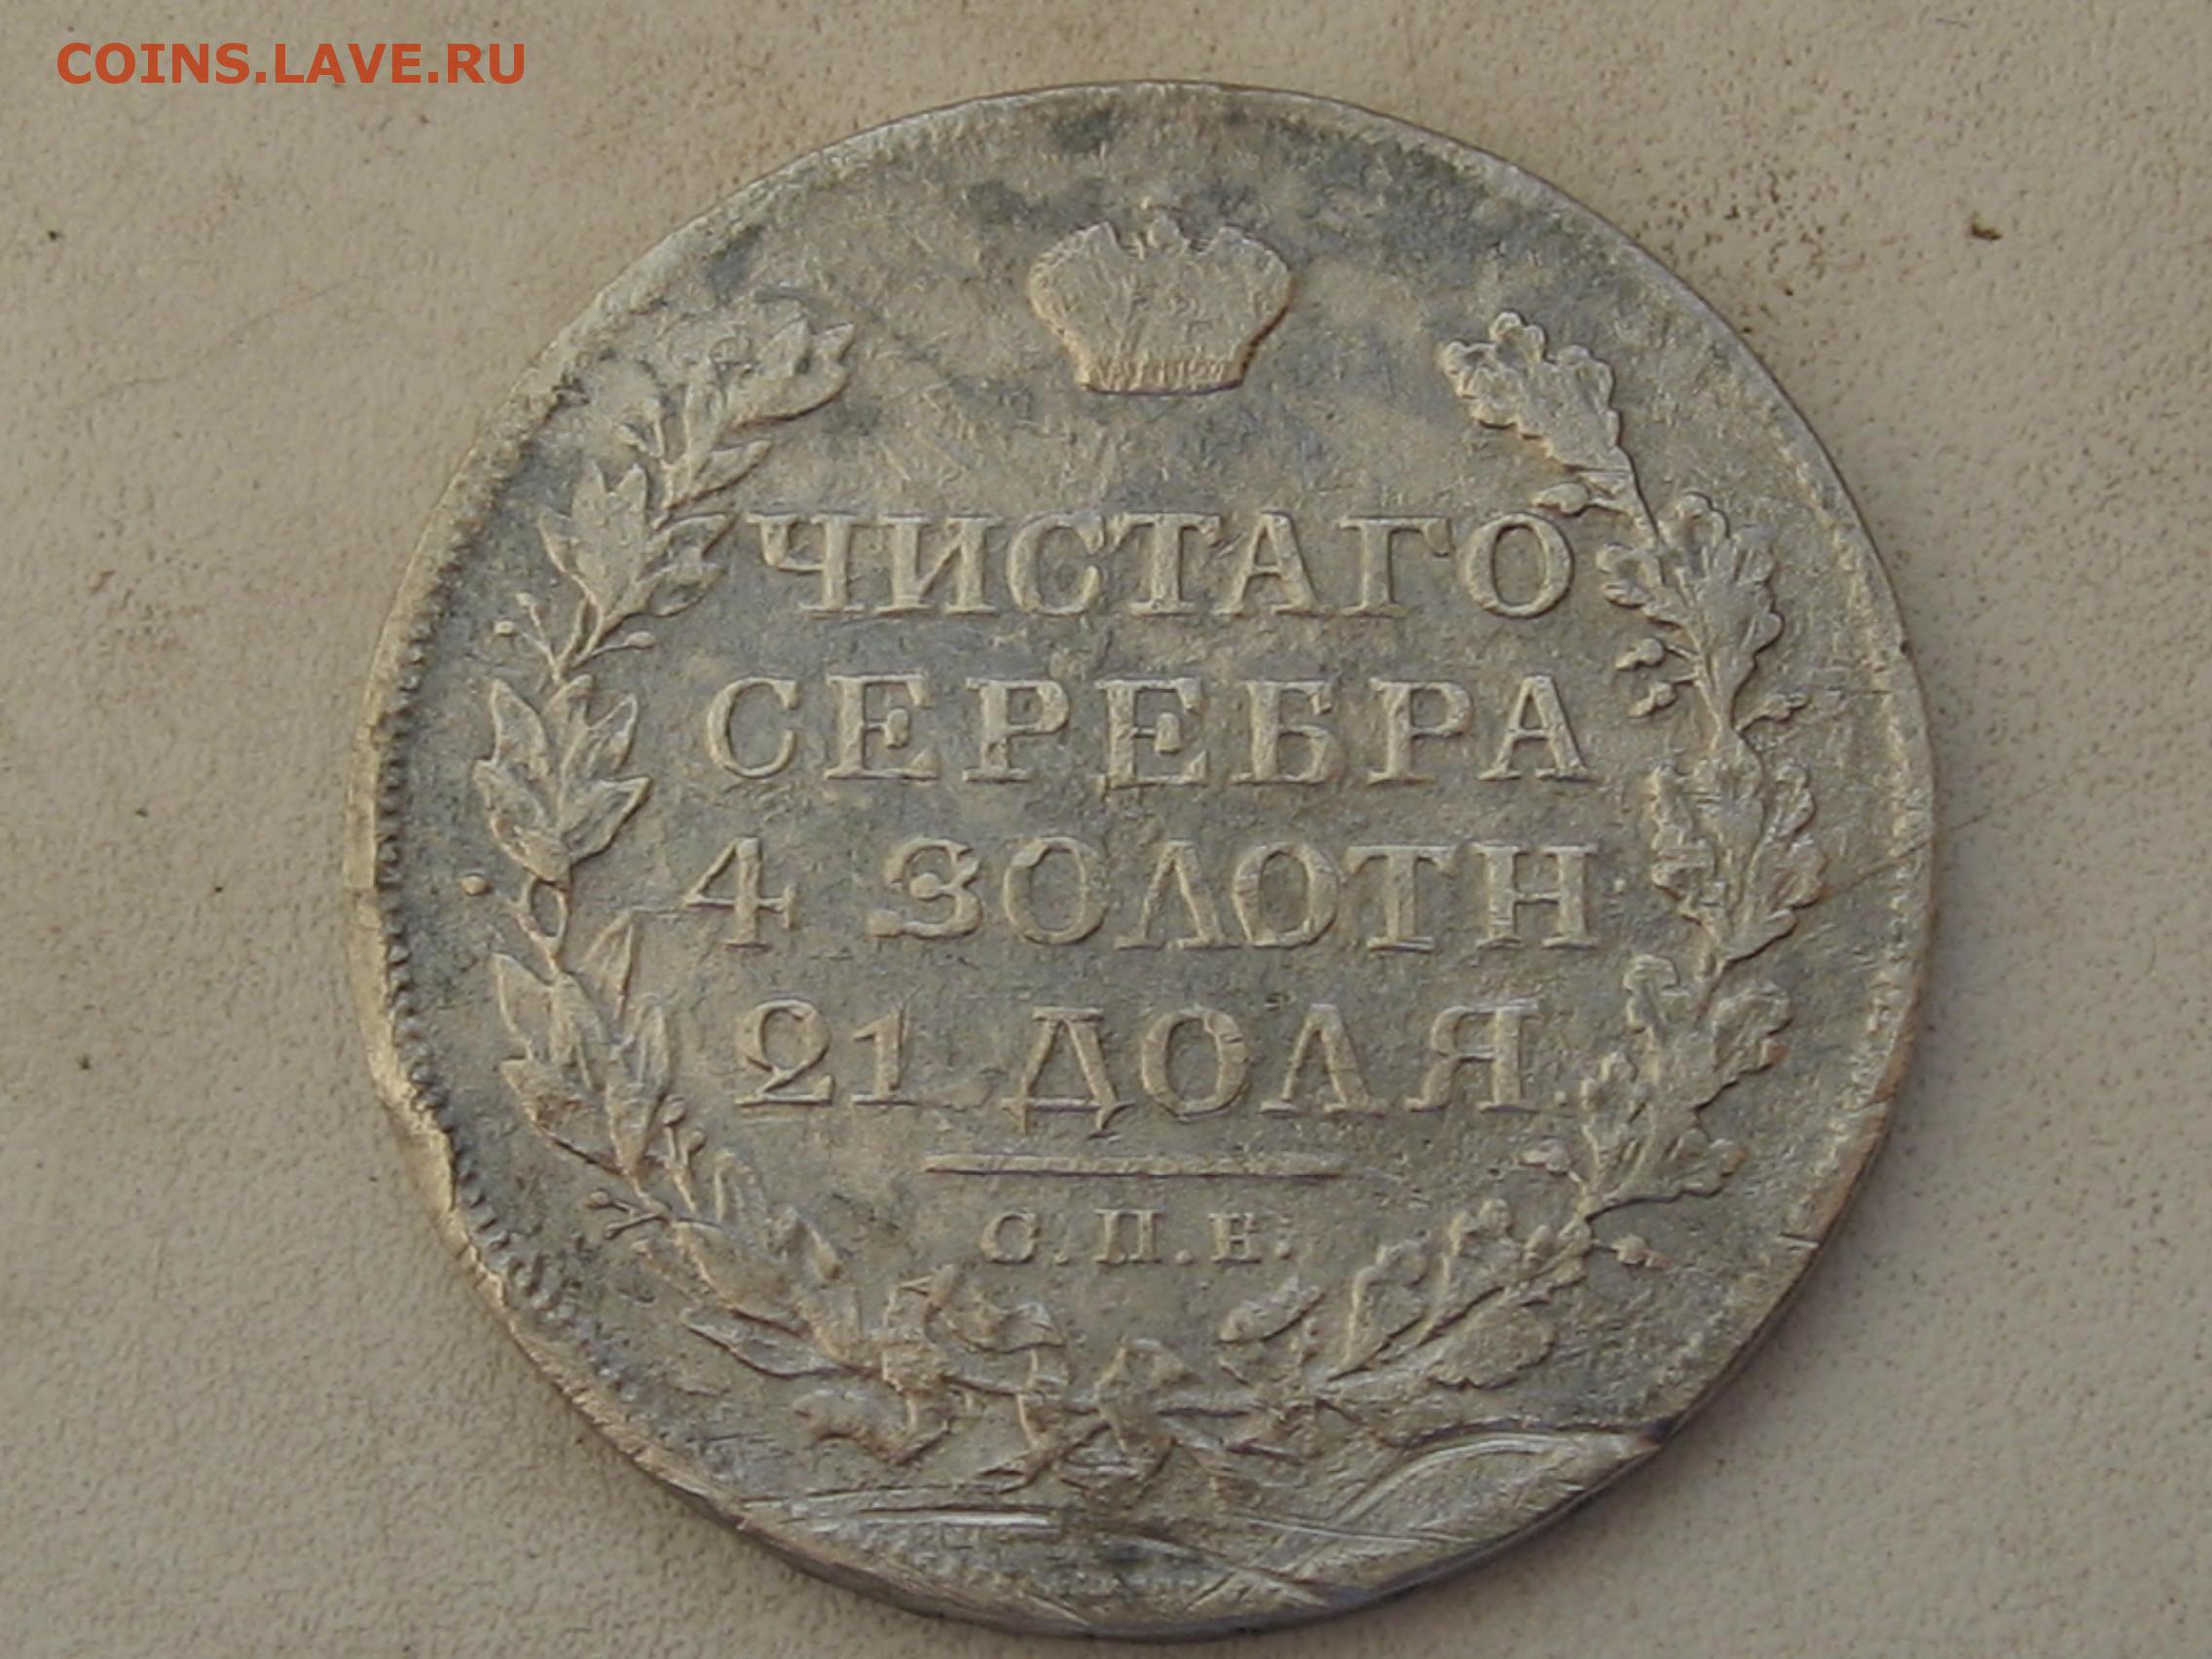 COINS.LAVE.RU
ЧИСТАГО
СЕРЕБРА
4 ЗОЛОТН
21 ДОЛЯ
С.П.Б: